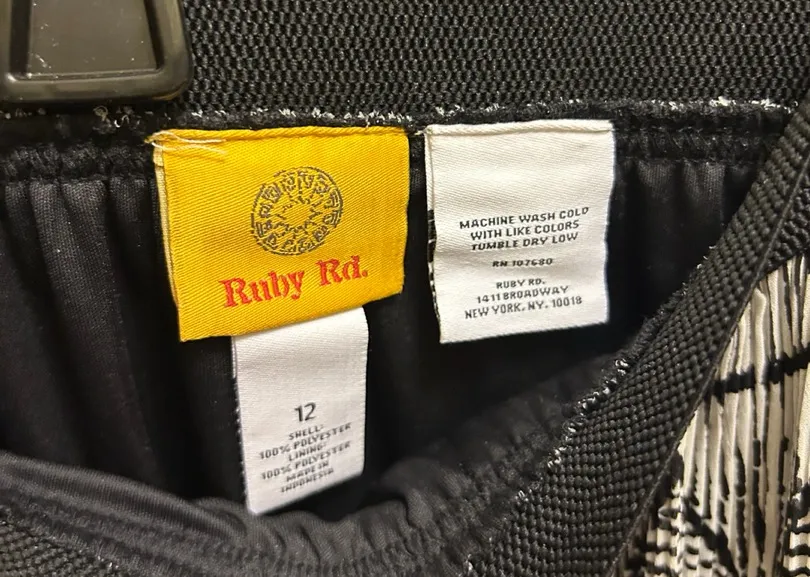 Ruby Rd.
12
SHELL:
100% POLYESTER
LINING:
100% POLYESTER
MADE IN
INDONESIA
MACHINE WASH COLD
WITH LIKE COLORS
TUMBLE DRY LOW
RN 107680
RUBY RD.
1411 BROADWAY
NEW YORK, NY. 10018